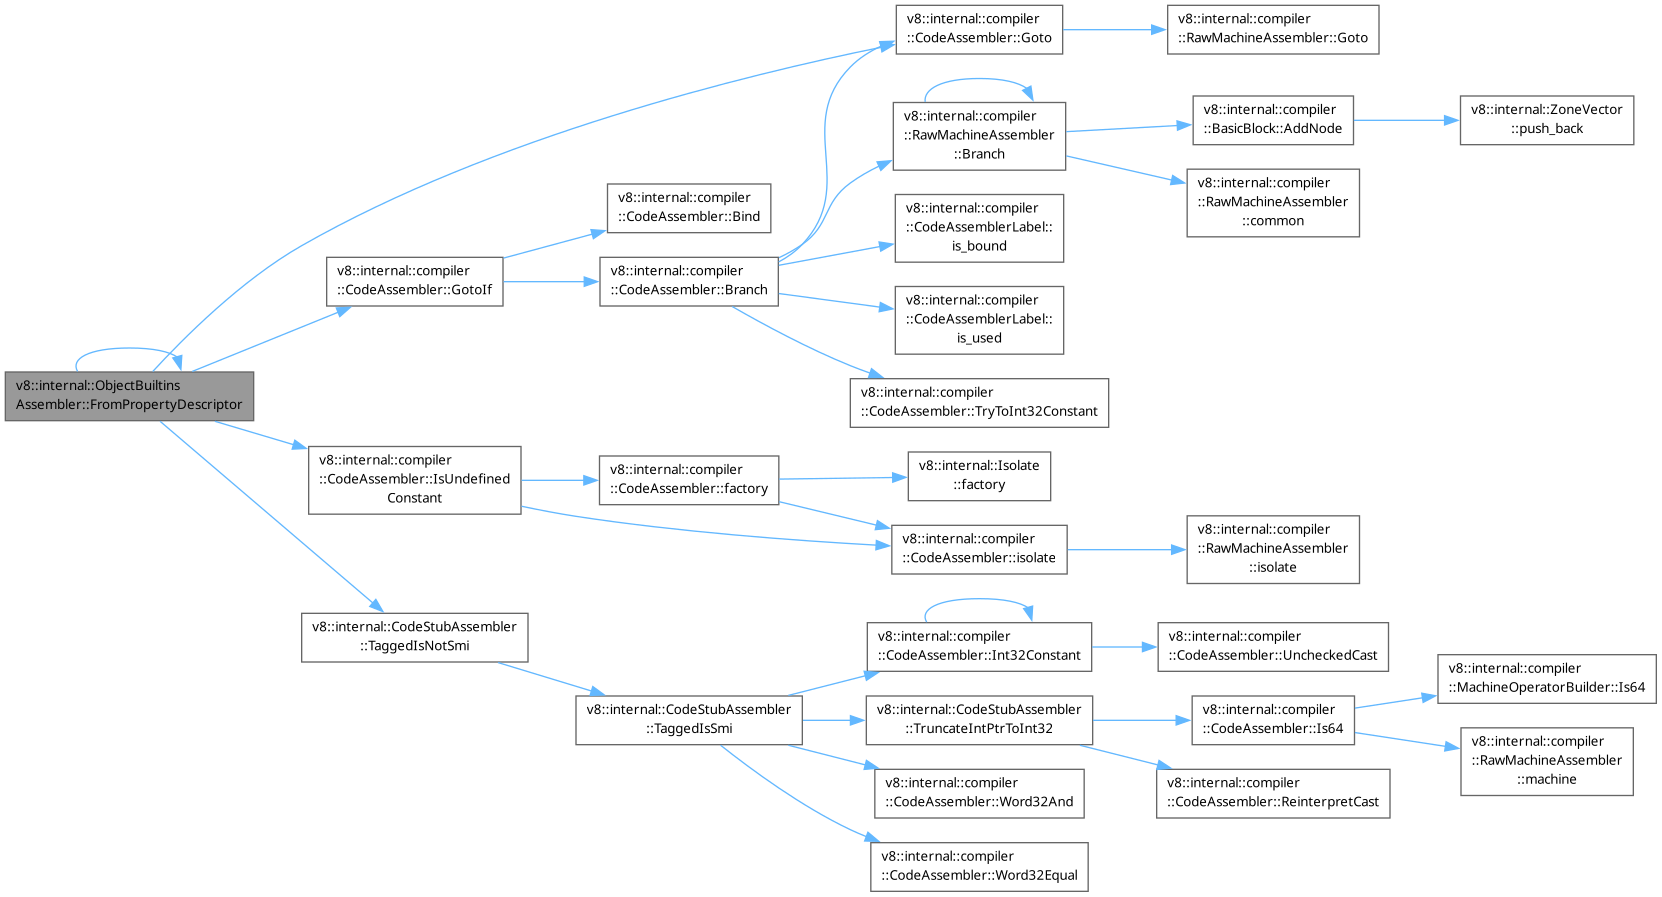 v8::internal::ObjectBuiltins
Assembler::FromPropertyDescriptor
v8::internal::compiler
::CodeAssembler::Goto
v8::internal::compiler
::RawMachineAssembler::Goto
v8::internal::compiler
::CodeAssembler::GotoIf
v8::internal::compiler
::CodeAssembler::Bind
v8::internal::compiler
::CodeAssembler::Branch
v8::internal::compiler
::RawMachineAssembler
::Branch
v8::internal::compiler
::BasicBlock::AddNode
v8::internal::ZoneVector
::push_back
v8::internal::compiler
::RawMachineAssembler
::common
v8::internal::compiler
::CodeAssemblerLabel::
is_bound
v8::internal::compiler
::CodeAssemblerLabel::
is_used
v8::internal::compiler
::CodeAssembler::TryToInt32Constant
v8::internal::compiler
::CodeAssembler::IsUndefined
Constant
v8::internal::compiler
::CodeAssembler::factory
v8::internal::Isolate
::factory
v8::internal::compiler
::CodeAssembler::isolate
v8::internal::compiler
::RawMachineAssembler
::isolate
v8::internal::CodeStubAssembler
::TaggedIsNotSmi
v8::internal::CodeStubAssembler
::TaggedIsSmi
v8::internal::compiler
::CodeAssembler::Int32Constant
v8::internal::compiler
::CodeAssembler::UncheckedCast
v8::internal::CodeStubAssembler
::TruncateIntPtrToInt32
v8::internal::compiler
::CodeAssembler::Is64
v8::internal::compiler
::MachineOperatorBuilder::Is64
v8::internal::compiler
::RawMachineAssembler
::machine
v8::internal::compiler
::CodeAssembler::ReinterpretCast
v8::internal::compiler
::CodeAssembler::Word32And
v8::internal::compiler
::CodeAssembler::Word32Equal